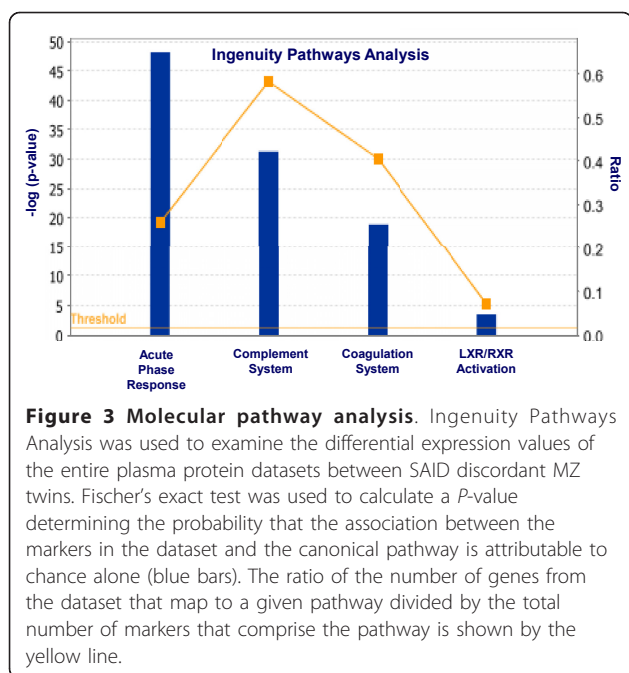 Ingenuity Pathways Analysis
50
45
40
35
30
25
20
15
10
5
0
-log (p-value)
0.6
0.5
0.4
0.3
0.2
0.1
0.0
Ratio
Threshold
Acute
Phase
Response
Complement
System
Coagulation
System
LXR/RXR
Activation
Figure 3 Molecular pathway analysis. Ingenuity Pathways
Analysis was used to examine the differential expression values of
the entire plasma protein datasets between SAID discordant MZ
twins. Fischer's exact test was used to calculate a P-value
determining the probability that the association between the
markers in the dataset and the canonical pathway is attributable to
chance alone (blue bars). The ratio of the number of genes from
the dataset that map to a given pathway divided by the total
number of markers that comprise the pathway is shown by the
yellow line.